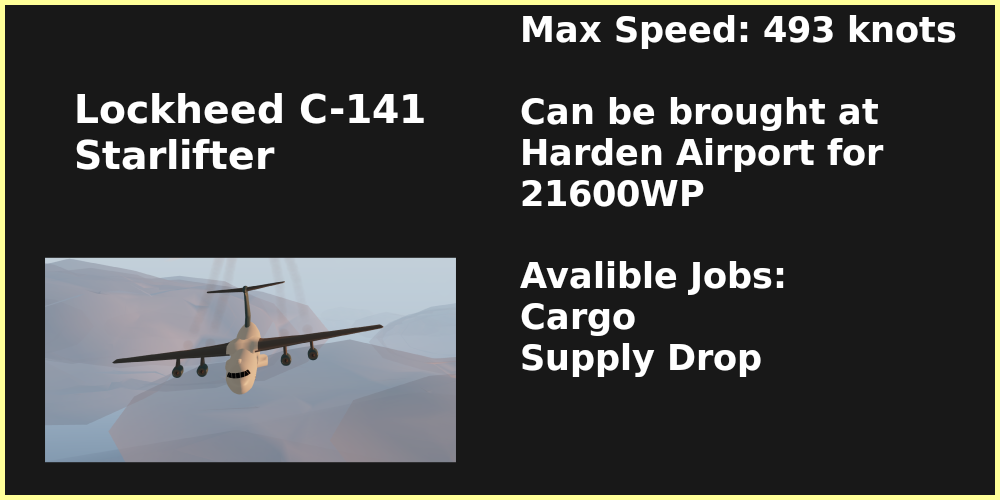 Lockheed C-141
Starlifter
Max Speed: 493 knots
Can be brought at
Harden Airport for
21600WP
Avalible Jobs:
Cargo
Supply Drop